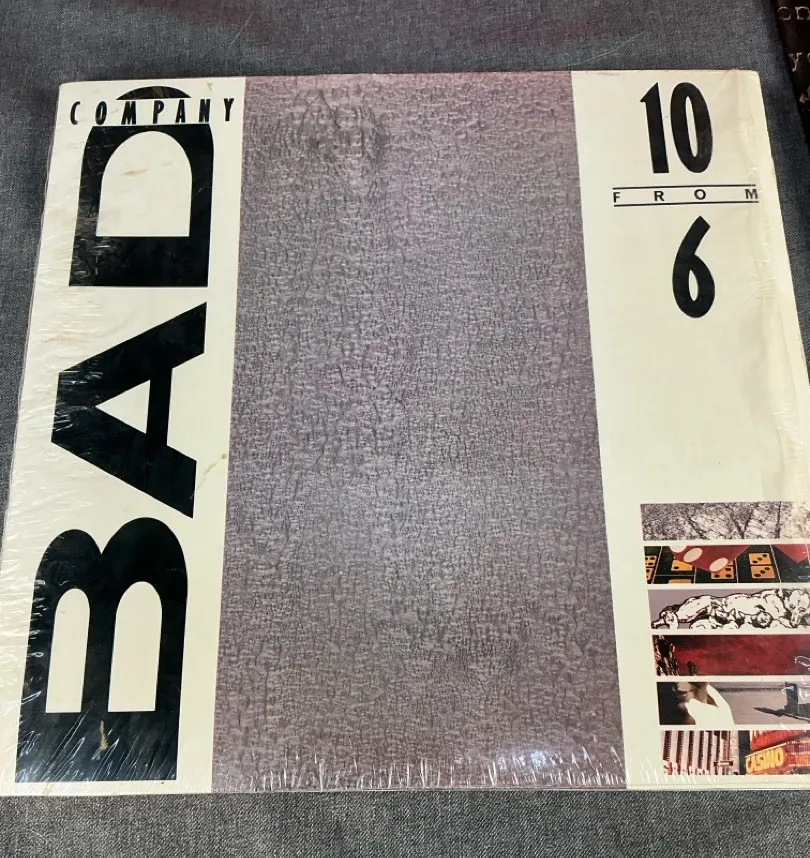 COMPANY
BAD
10
FROM
6
CASINO